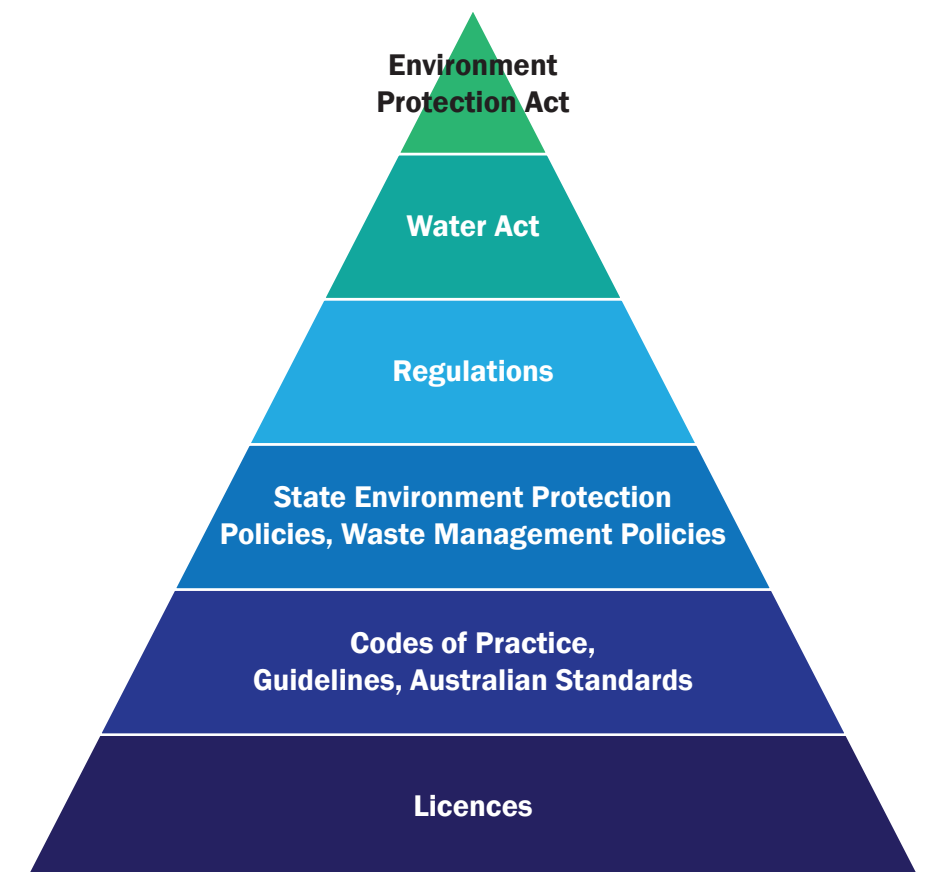 Environment
Protection Act
Water Act
Regulations
State Environment Protection
Policies, Waste Management Policies
Codes of Practice,
Guidelines, Australian Standards
Licences